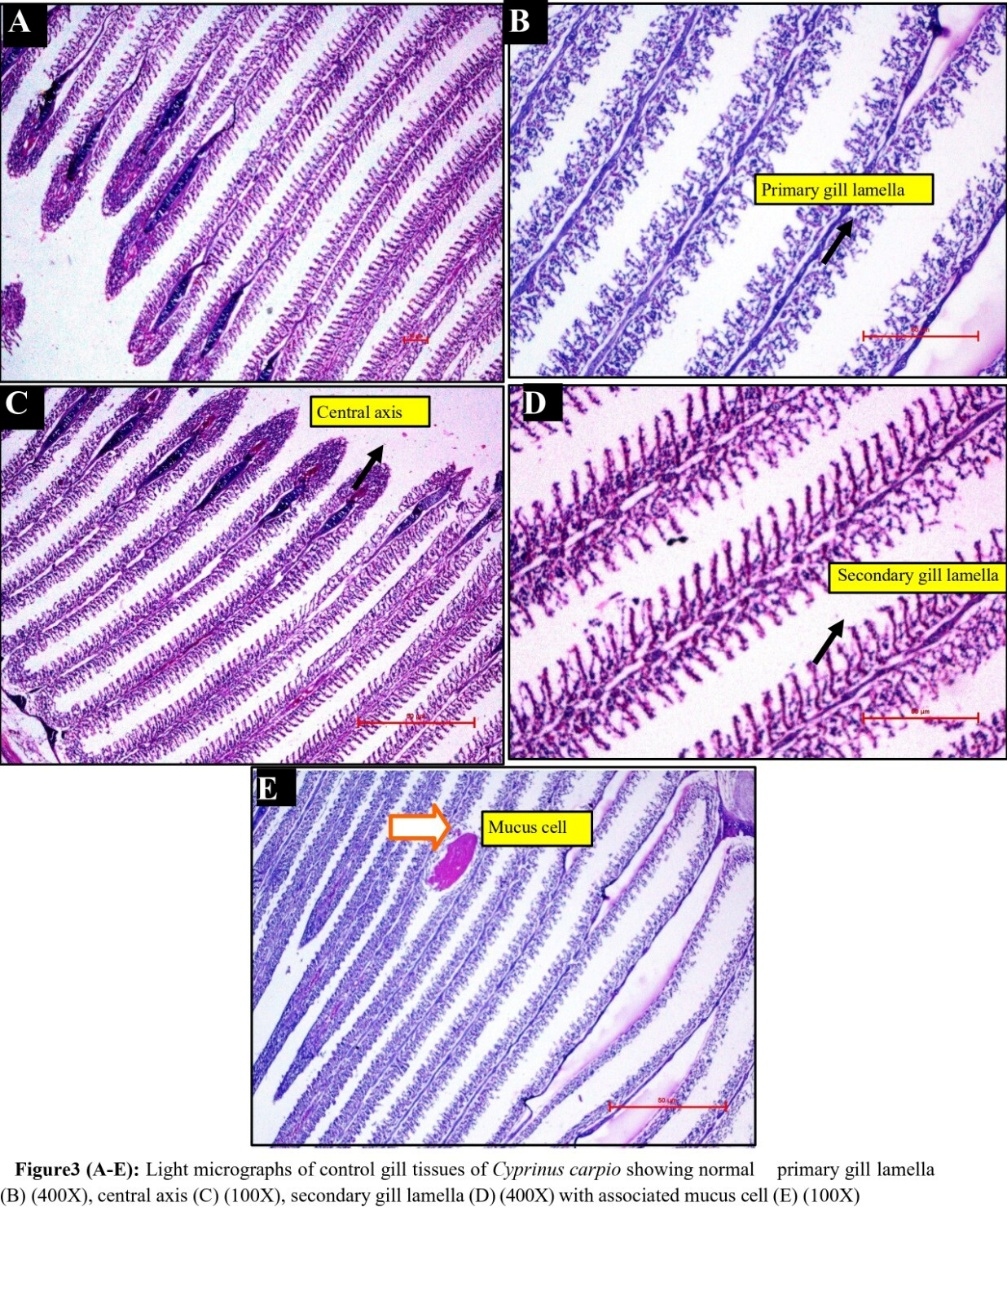 A
B
Primary gill lamella
C
Central axis
D
Secondary gill lamella
E
Mucus cell
50 µm
Figure3 (A-E): Light micrographs of control gill tissues of Cyprinus carpio showing normal primary gill lamella
(B) (400X), central axis (C) (100X), secondary gill lamella (D) (400X) with associated mucus cell (E) (100X)